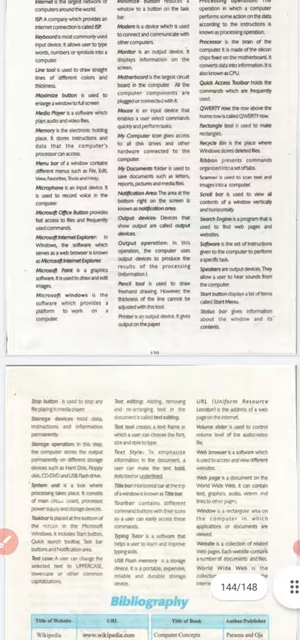 Internet is the largest network of
computers around the world.
ISP: A company which provides an
Internet connection is called ISP
Keyboard is most commonly used
input device. It allows user to type
words, numbers or symbols into a
computer.
Line tool is used to draw straight
lines of different colors and
thickness.
Maximize button is used to
enlarge a window to full screen
Media Player is a software which
plays audio and video files.
Memory is the electronic holding
place. It stores instructions and
data that the computer's
processor can access.
Menu bar of a window contains
different menus such as File, Edit,
View, Favorites, Tools and Help.
Microphone is an input device. It
is used to record voice in the
computer.
Microsoft Office Button provides
fast access to files and frequently
used commands.
Microsoft Internet Explorer: In
Windows, the software which
serves as a web browser is known
as Microsoft Internet Explorer
Microsoft Paint is a graphics
software. It is used to draw and edit
images.
Microsoft windows is the
software which provides a
platform to work on a
computer.
Minimize button reduces a
window to a button on the task
bar.
Modem is a device which is used
to connect and communicate with
other computers.
Monitor is an output device. It
displays information on the
screen.
Motherboard is the largest circuit
board in the computer. All the
computer components are
plugged or connected with it.
Mouse is an input device that
enables a user select commands
quickly and perform tasks.
My Computer icon gives access
to all disk drives and other
hardware connected to the
computer.
My Documents folder is used to
save documents such as letters,
reports, pictures and media files.
Notification Area: The area at the
bottom right on the screen is
known as notification area.
Output devices: Devices that
show output are called output
devices.
Output operation: In this
operation, the computer uses
output devices to produce the
results of the processing
(Information.)
Pencil tool is used to draw
freehand drawing. However, the
thickness of the line cannot be
adjusted with this tool.
Printer is an output device. It gives
output on the paper
Processing operation: The
operation in which a computer
performs some action on the data
according to the instructions is
known as processing operation.
Processor is the brain of the
computer. It is made of the silicon
chips fixed on the motherboard. It
converts data into information. It is
also known as CPU.
Quick Access Toolbar holds the
commands which are frequently
used.
QWERTY row: the row above the
home row is called QWERTY row.
Rectangle tool is used to make
rectangles.
Recycle Bin is the place where
Windows stores deleted files.
Ribbon presents commands
organized into a set of tabs.
Scanner is used to scan text and
images into a computer.
Scroll bar is used to view all
contents of a window vertically
and horizontally
Search Engine is a program that is
used to find web pages and
websites.
Software is the set of instructions
given to the computer to perform
a specific task.
Speakers are output devices. They
allow a user to hear sounds from
the computer.
Start button displays a list of items
called Start Menu.
Status bar gives information
about the window and its
contents.
Stop button is used to stop any
file playing in media player.
Storage devices hold data,
instructions and information
permanently.
Storage operation: In this step,
the computer stores the output
permanently on different storage
devices such as Hard Disk, Floppy
disk, CD/DVD and USB Flash drive.
System unit is a box where
processing takes place. It consists
of main circuit board, processor,
power supply and storage devices.
Taskbar is placed at the bottom of
the screen in the Microsoft
Windows. It includes Start button,
Quick launch toolbar, Task bar
buttons and Notification area.
Text case: A user can change the
selected text to UPPERCASE,
lowercase or other common
capitalizations.
Text editing: Adding, removing
and re-arranging text in the
document is called text editing.
Text tool creates a text frame in
which a user can choose the font,
size and style to type.
Text Style: To emphasize
information in the document, a
user can make the text bold,
italicized or underlined
Title bar: Horizontal bar at the top
of a window is known Title bar
Toolbar contains different
command buttons with their icons
so a user can easily access these
commands.
Typing Tutor is a software that
helps a user to learn and improve
typing skills.
USB Flash memory is a storage
device. It is a portable, expensive,
reliable and durable storage
device.
URL (Uniform Resource
Locator) is the address of a web
page on the internet.
Volume slider is used to control
volume level of the audio/video
file.
Web browser is a software which
is used to access and view different
websites.
Web page is a document on the
World Wide Web. It can contain
text, graphics, audio, video and
links to other pages.
Window is a rectangular area on
the computer in which
applications or documents are
viewed.
Website is a collection of related
Web pages. Each website contains
a number of documents and files.
World Wide Web is the
144/148
Bibliography
Title of Website URL Title of Book Author/Publisher
Wikipedia www.wikipedia.com Computer Concepts Parsons and Oja